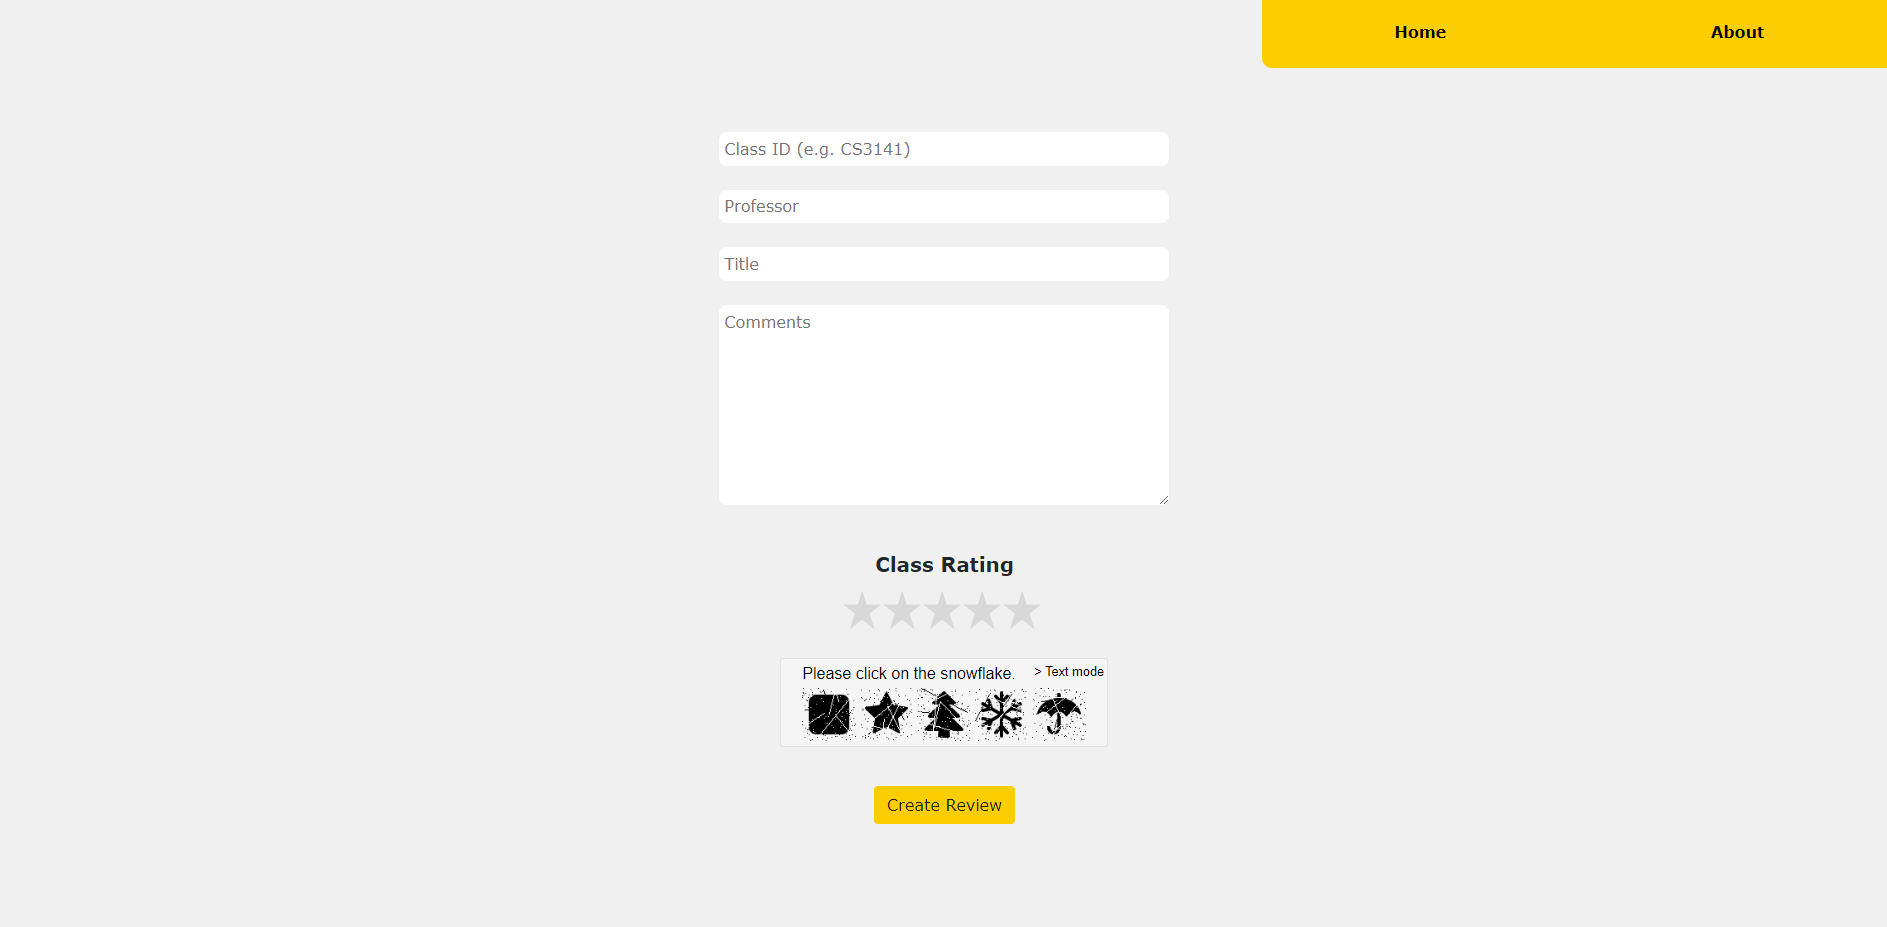 Home
About
Class ID (e.g. CS3141)
Professor
Title
Comments
Class Rating
Please click on the snowflake.
> Text mode
Create Review